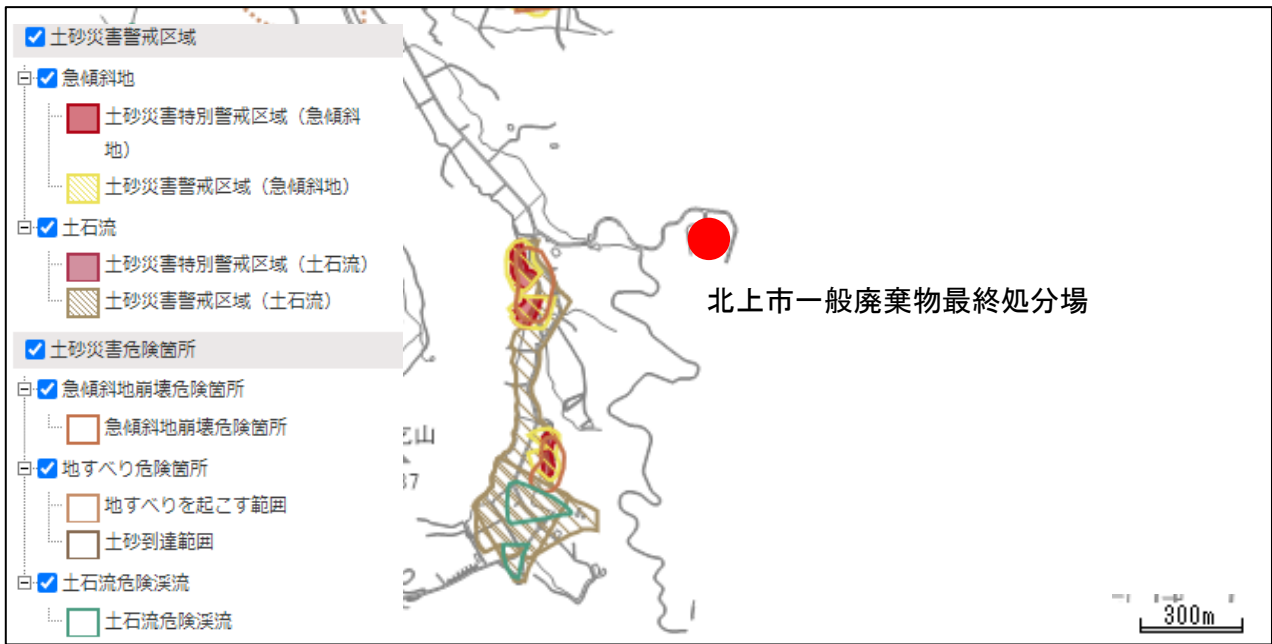 土砂災害警戒区域
急傾斜地
土砂災害特別警戒区域（急傾斜
地）
土砂災害警戒区域（急傾斜地）
土石流
土砂災害特別警戒区域（土石流）
土砂災害警戒区域（土石流）
土砂災害危険箇所
急傾斜地崩壊危険箇所
急傾斜地崩壊危険箇所
地すべり危険箇所
地すべりを起こす範囲
土砂到達範囲
土石流危険渓流
土石流危険渓流
北上市一般廃棄物最終処分場
山
37
300m